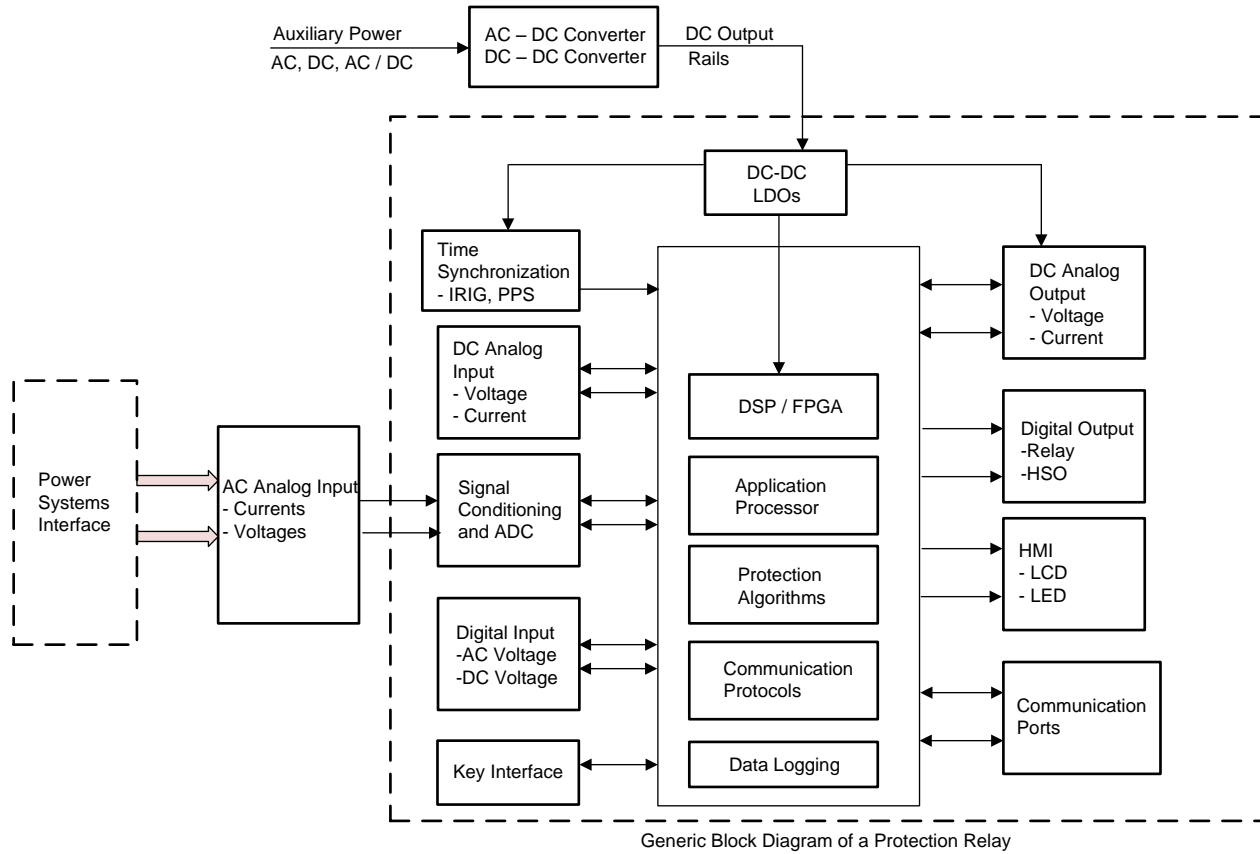 Auxiliary Power
AC, DC, AC / DC
AC – DC Converter
DC – DC Converter
DC Output
Rails
DC-DC
LDOs
Time
Synchronization
- IRIG, PPS
DC Analog
Output
- Voltage
- Current
DC Analog
Input
- Voltage
- Current
DSP / FPGA
Power
Systems
Interface
AC Analog Input
- Currents
- Voltages
Signal
Conditioning
and ADC
Application
Processor
Digital Output
-Relay
-HSO
Protection
Algorithms
HMI
- LCD
- LED
Digital Input
-AC Voltage
-DC Voltage
Communication
Protocols
Communication
Ports
Key Interface
Data Logging
Generic Block Diagram of a Protection Relay